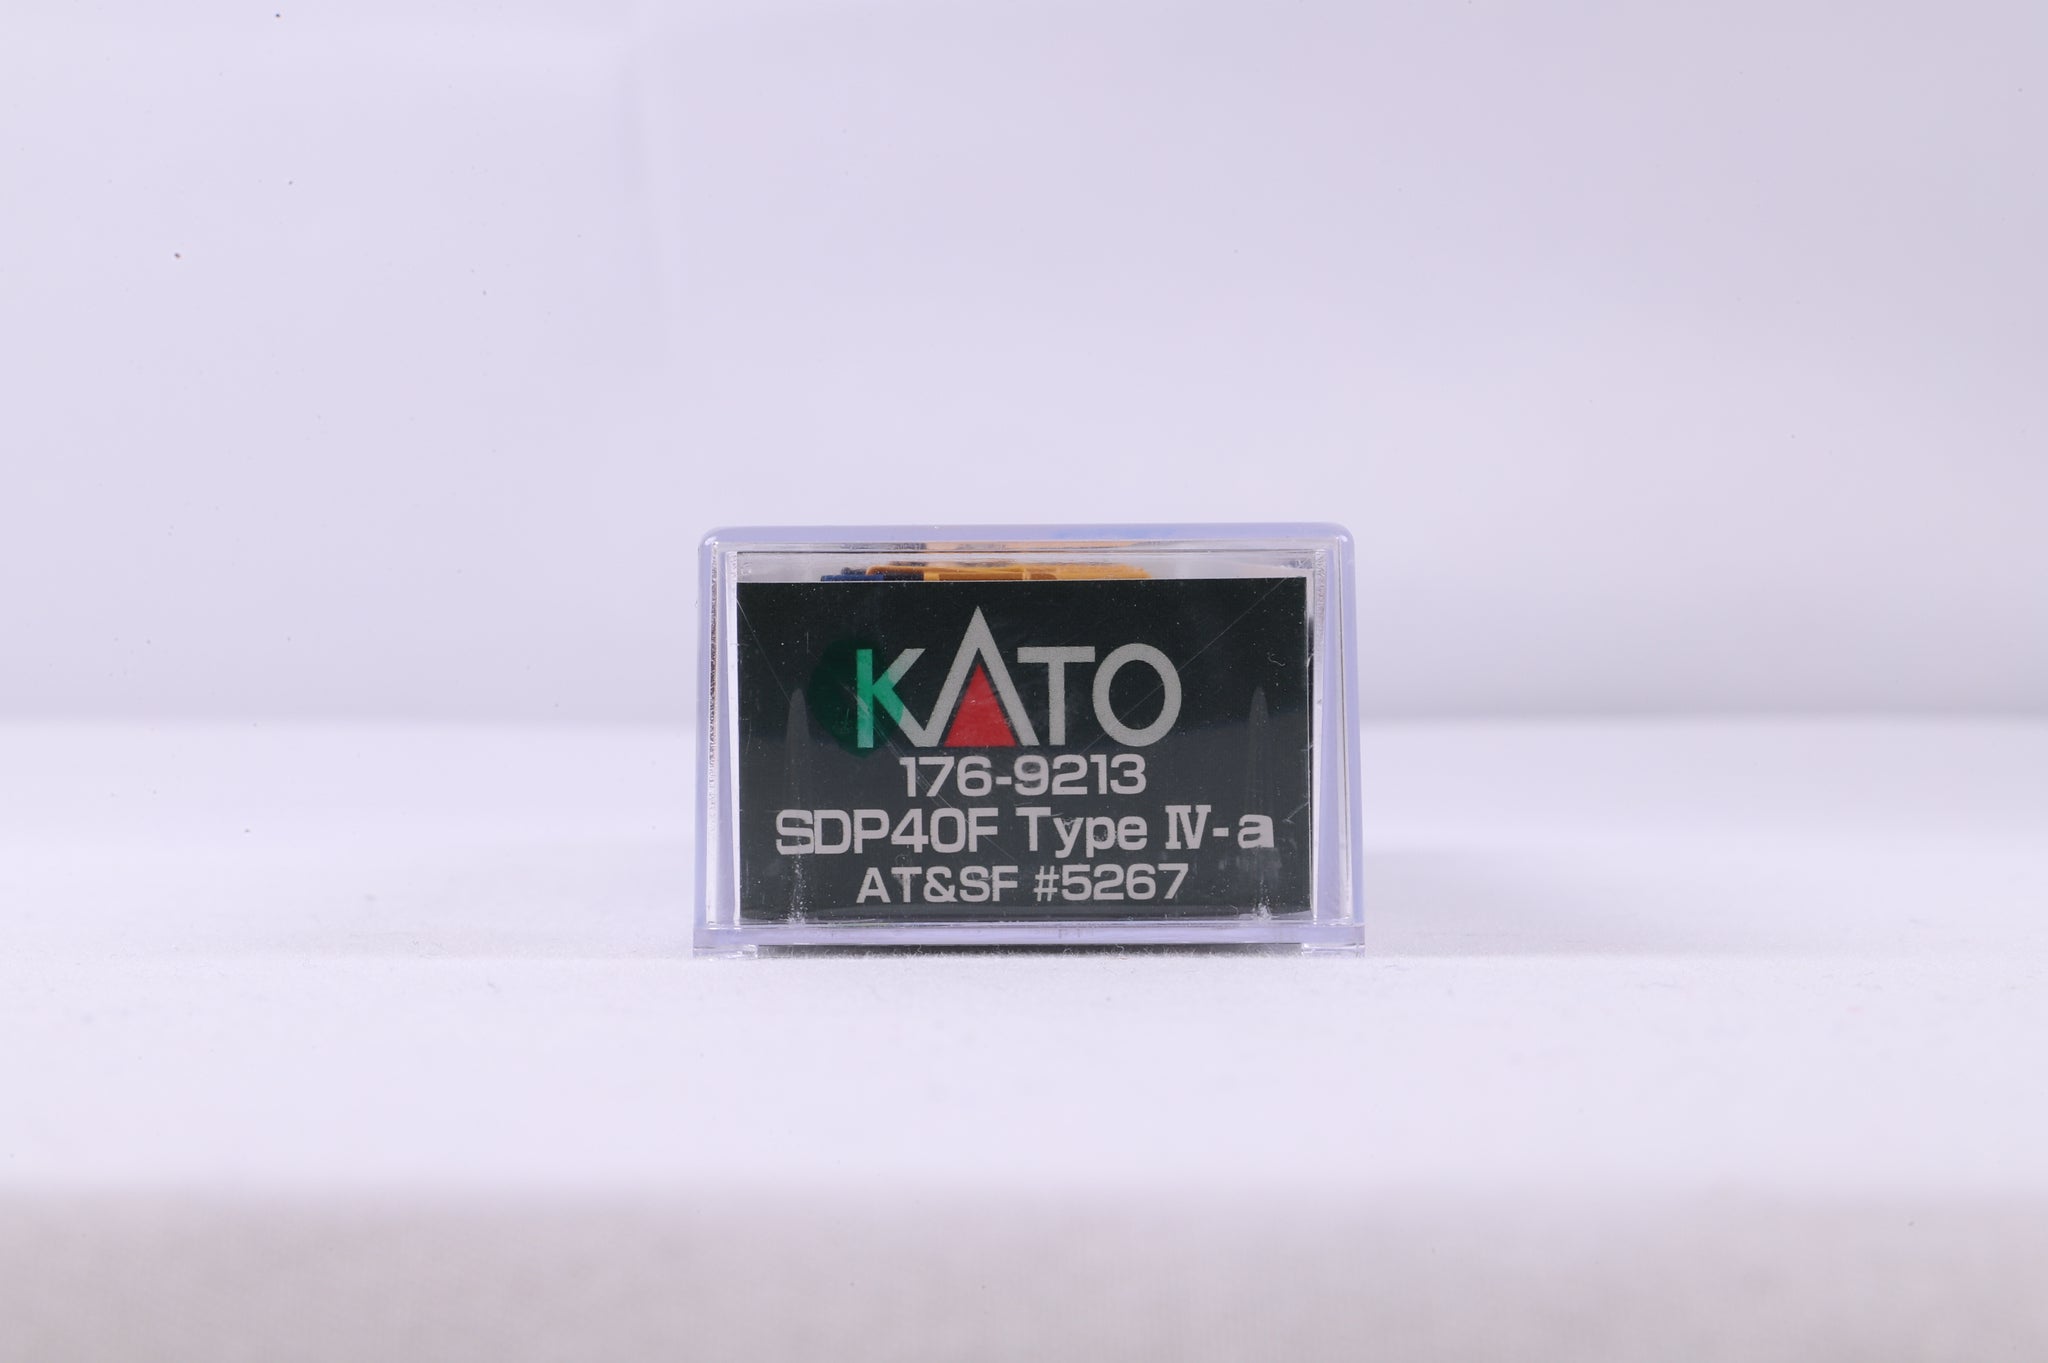 KATO
176-9213
SDP40F Type Ⅳ-a
AT&SF #5267